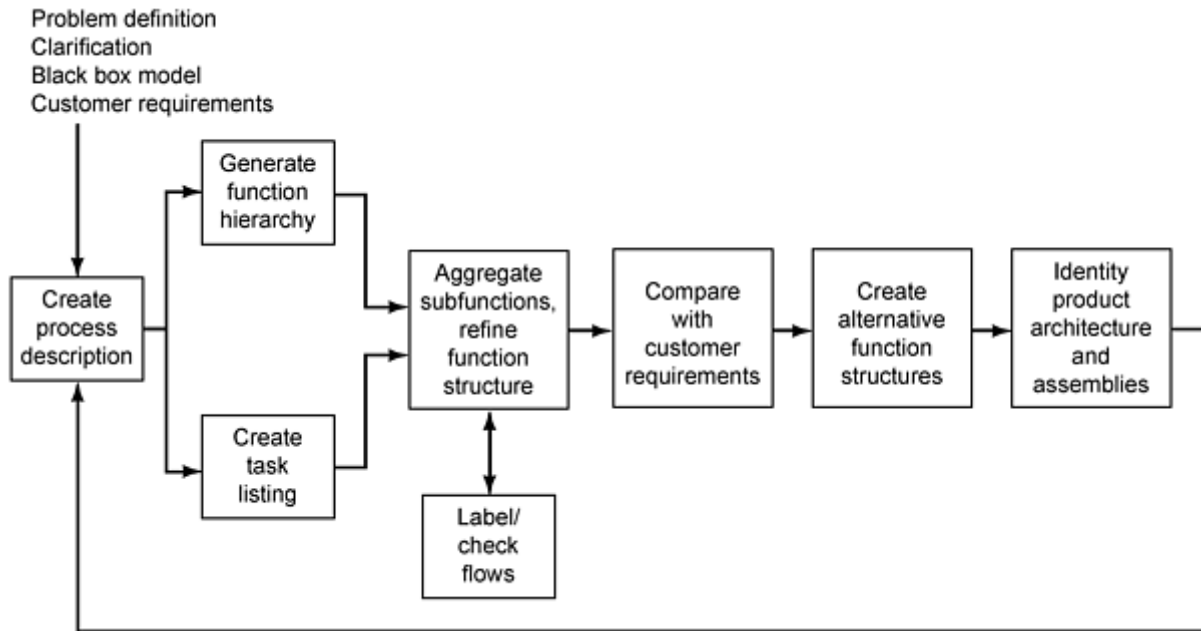 Problem definition
Clarification
Black box model
Customer requirements
Generate
function
hierarchy
Create
process
description
Create
task
listing
Aggregate
subfunctions,
refine
function
structure
Label/
check
flows
Compare
with
customer
requirements
Create
alternative
function
structures
Identity
product
architecture
and
assemblies